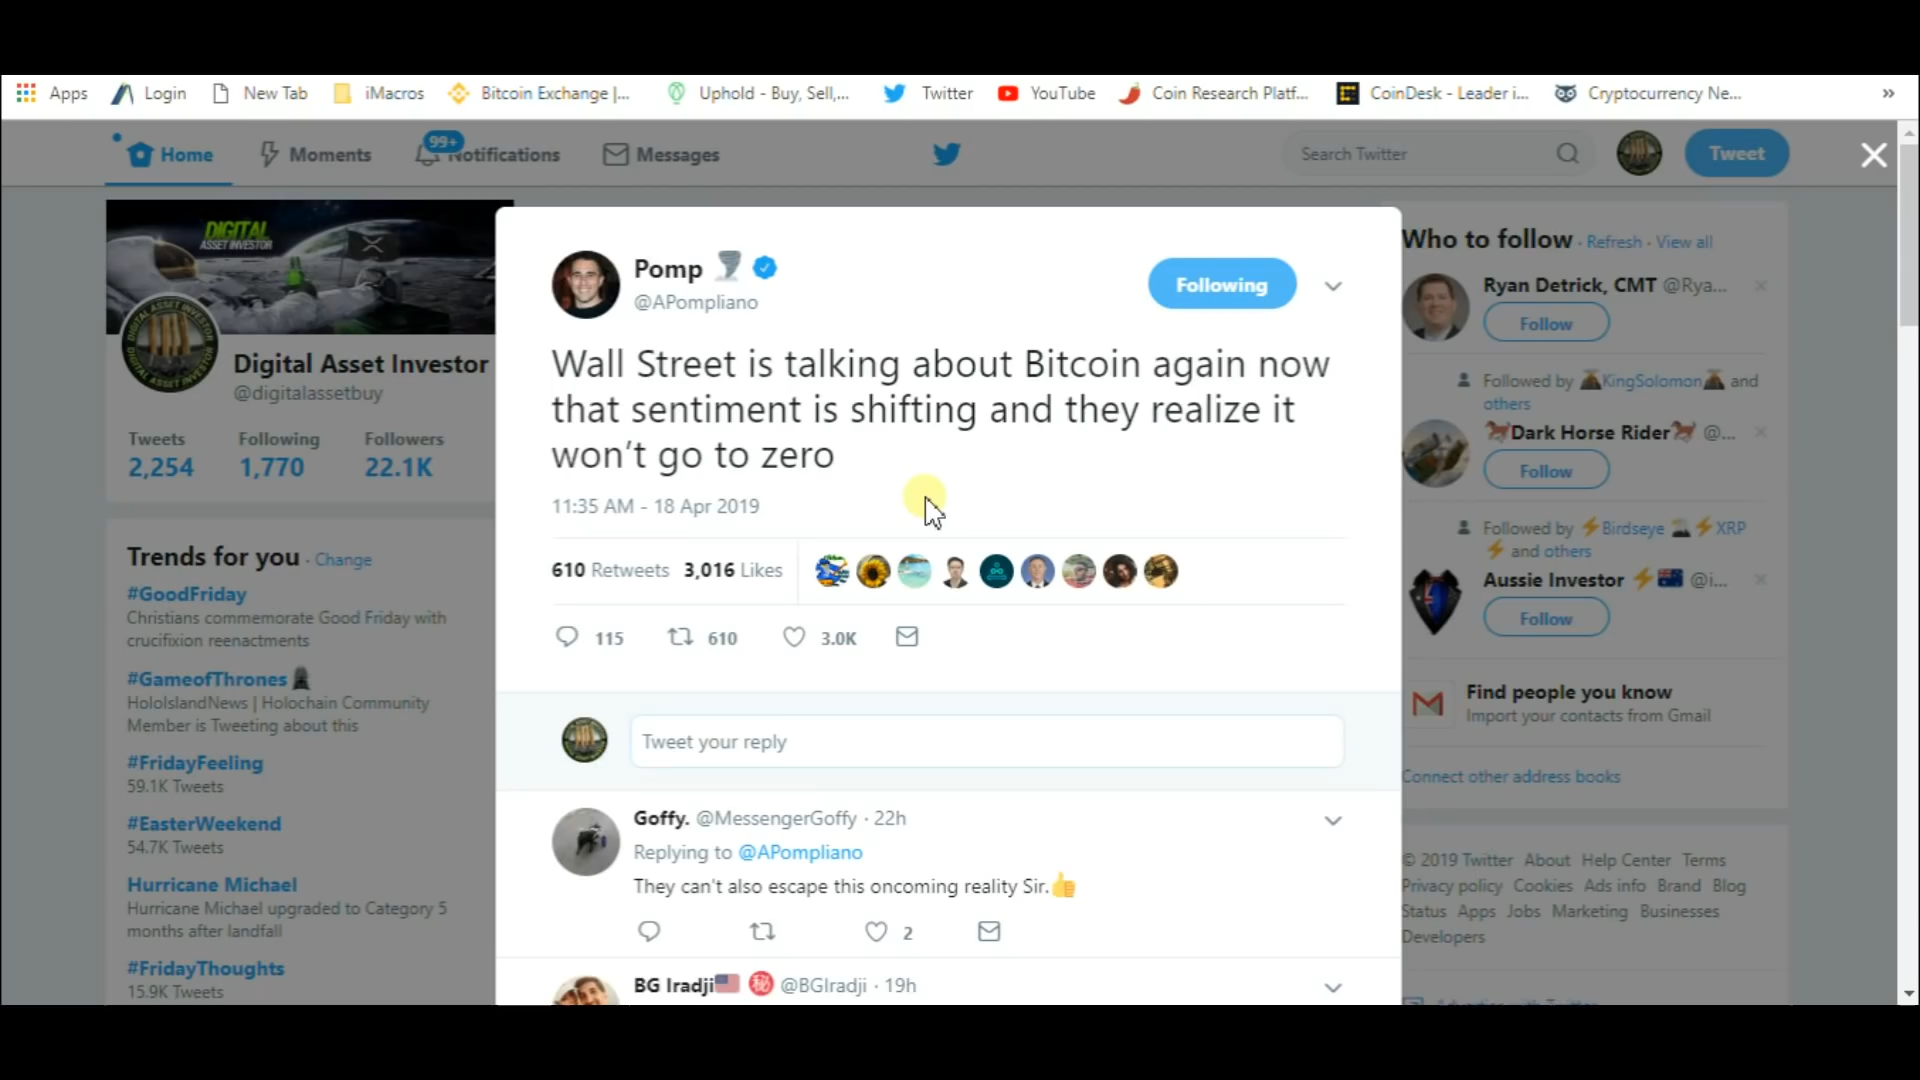 Apps Login New Tab iMacros Bitcoin Exchange |... Uphold - Buy, Sell,... Twitter YouTube Coin Research Platf... CoinDesk - Leader i... Cryptocurrency Ne... »
Home Moments 99+ Notifications Messages Search Twitter Tweet
DIGITAL
ASSET INVESTOR
Digital Asset Investor
@digitalassetbuy
Tweets Following Followers
2,254 1,770 22.1K
Trends for you · Change
#GoodFriday
Christians commemorate Good Friday with
crucifixion reenactments
#GameofThrones
HoloIslandNews | Holochain Community
Member is Tweeting about this
#FridayFeeling
59.1K Tweets
#EasterWeekend
54.7K Tweets
Hurricane Michael
Hurricane Michael upgraded to Category 5
months after landfall
#FridayThoughts
15.9K Tweets
Pomp
@APompliano
Following
Wall Street is talking about Bitcoin again now
that sentiment is shifting and they realize it
won't go to zero
11:35 AM - 18 Apr 2019
610 Retweets 3,016 Likes
115 610 3.0K
Tweet your reply
Goffy. @MessengerGoffy · 22h
Replying to @APompliano
They can't also escape this oncoming reality Sir.👍
2
BG Iradji🇺🇸 ㊙ @BGIradji · 19h
Who to follow · Refresh · View all
Ryan Detrick, CMT @Rya...
Follow
Followed by 🌋KingSolomon🌋 and
others
🐎Dark Horse Rider🐎 @...
Follow
Followed by ⚡Birdseye 🗻⚡XRP
⚡ and others
Aussie Investor ⚡🇦🇺 @i...
Follow
Find people you know
Import your contacts from Gmail
Connect other address books
© 2019 Twitter About Help Center Terms
Privacy policy Cookies Ads info Brand Blog
Status Apps Jobs Marketing Businesses
Developers
Advertise with Twitter